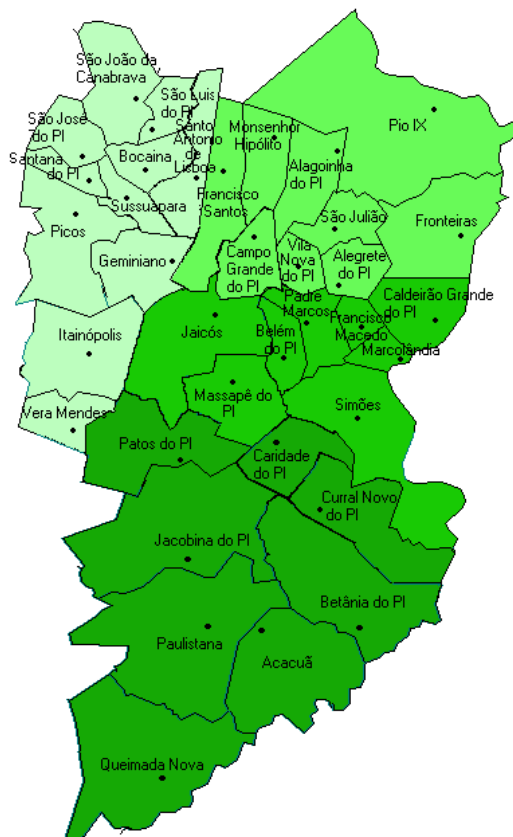 São João da
Canabrava
São Luis
do PI
São José
do PI
Santo
Antonio
de
Lisboa
Santana
do PI
Bocaina
Sussuapara
Picos
Geminiano
Itainópolis
Vera Mendes
Monsenhor
Hipólito
Francisco
Santos
Alagoinha
do PI
Pio IX
São Julião
Fronteiras
Campo
Grande
do PI
Vila
Nova
do PI
Alegrete
do PI
Padre
Marcos
Caldeirão Grande
do PI
Francisco
Macedo
Marcolândia
Jaicós
Belém
do PI
Massapê do
PI
Simões
Patos do PI
Caridade
do PI
Curral Novo
do PI
Jacobina do PI
Betânia do PI
Paulistana
Acacuã
Queimada Nova